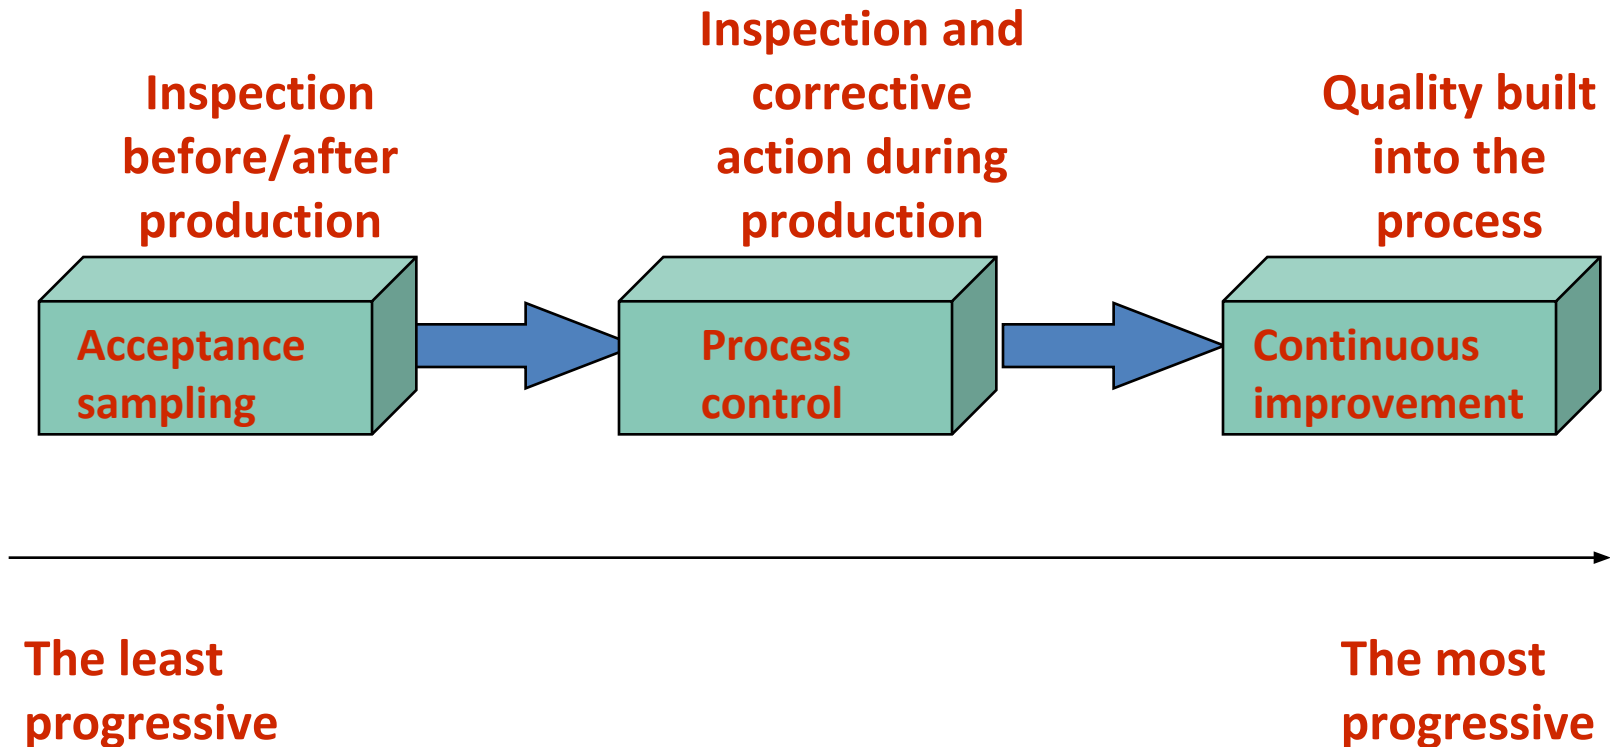 Inspection
before/after
production
Inspection and
corrective
action during
production
Quality built
into the
process
Acceptance
sampling
Process
control
Continuous
improvement
The least
progressive
The most
progressive